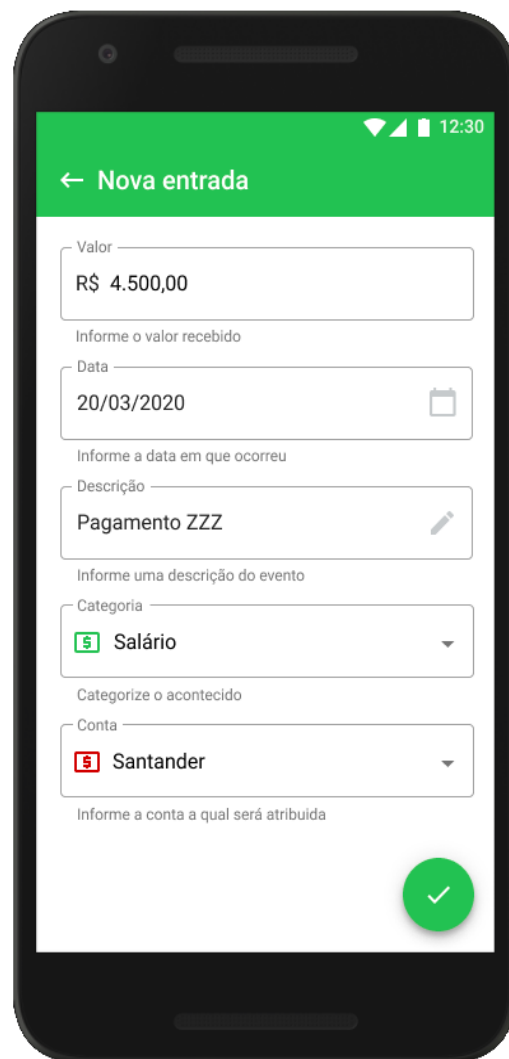 12:30
Nova entrada
Valor
R$ 4.500,00
Informe o valor recebido
Data
20/03/2020
Informe a data em que ocorreu
Descrição
Pagamento ZZZ
Informe uma descrição do evento
Categoria
Salário
Categorize o acontecido
Conta
Santander
Informe a conta a qual será atribuida